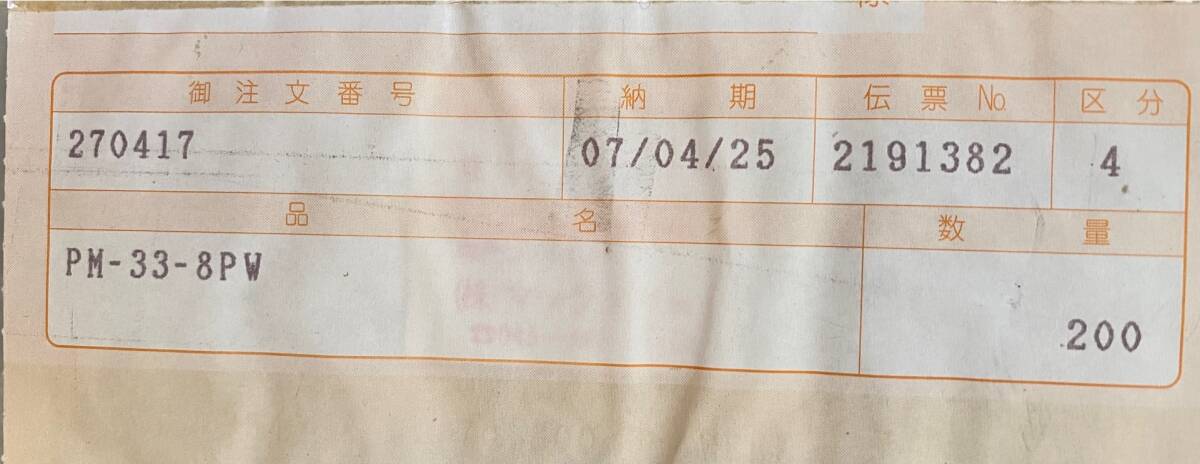 様
御注文番号 納期 伝票No. 区分
270417 07/04/25 2191382 4
品名 数量
PM-33-8PW
200